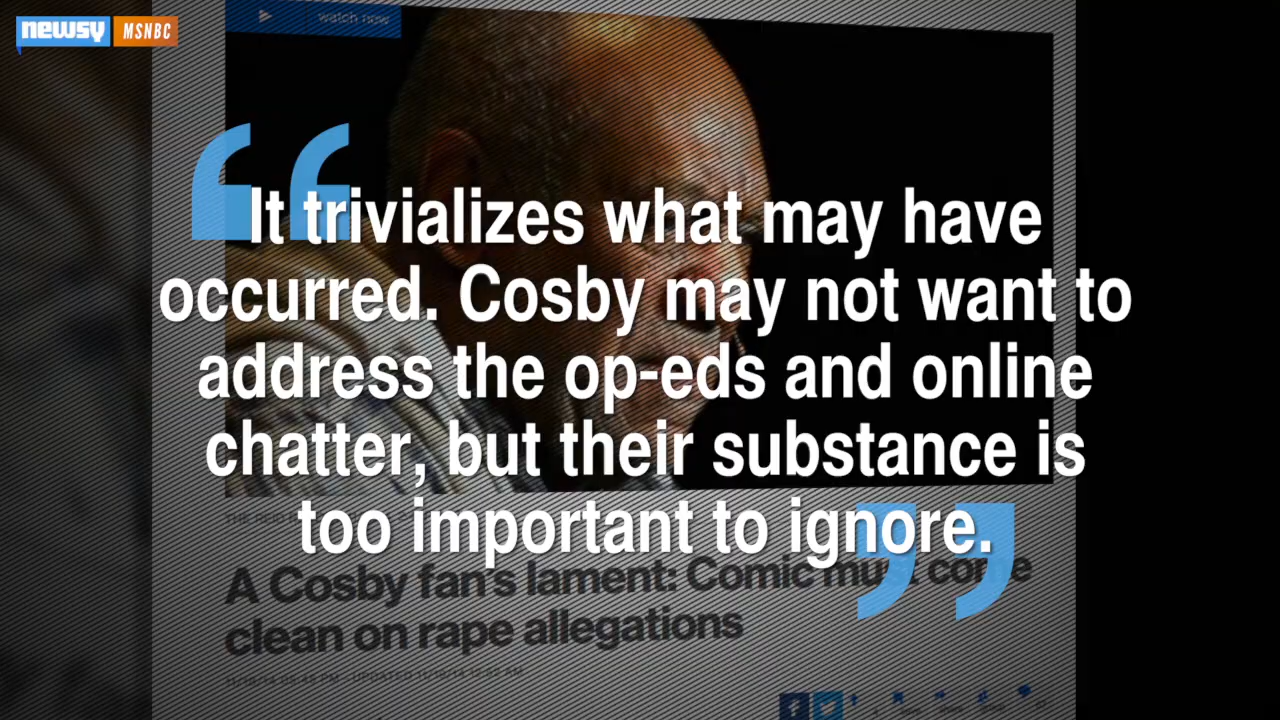 newsy MSNBC
watch now
It trivializes what may have
occurred. Cosby may not want to
address the op-eds and online
chatter, but their substance is
too important to ignore.
A Cosby fan's lament: Comic must come
clean on rape allegations